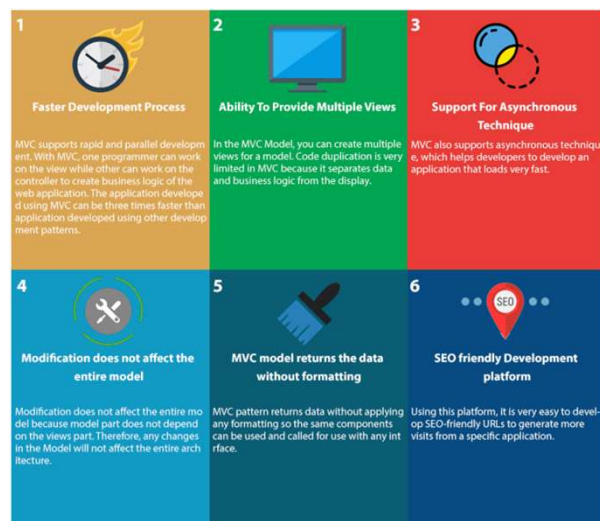 1
Faster Development Process
MVC supports rapid and parallel developm
ent. With MVC, one programmer can work
on the view while other can work on the
controller to create business logic of the
web application. The application develope
d using MVC can be three times faster than
application developed using other develop
ment patterns.
2
Ability To Provide Multiple Views
In the MVC Model, you can create multiple
views for a model. Code duplication is very
limited in MVC because it separates data
and business logic from the display.
3
Support For Asynchronous
Technique
MVC also supports asynchronous techniqu
e, which helps developers to develop an
application that loads very fast.
4
Modification does not affect the
entire model
Modification does not affect the entire mo
del because model part does not depend
on the views part. Therefore, any changes
in the Model will not affect the entire arch
itecture.
5
MVC model returns the data
without formatting
MVC pattern returns data without applying
any formatting so the same components
can be used and called for use with any int
rface.
6
SEO
SEO friendly Development
platform
Using this platform, it is very easy to devel-
op SEO-friendly URLs to generate more
visits from a specific application.